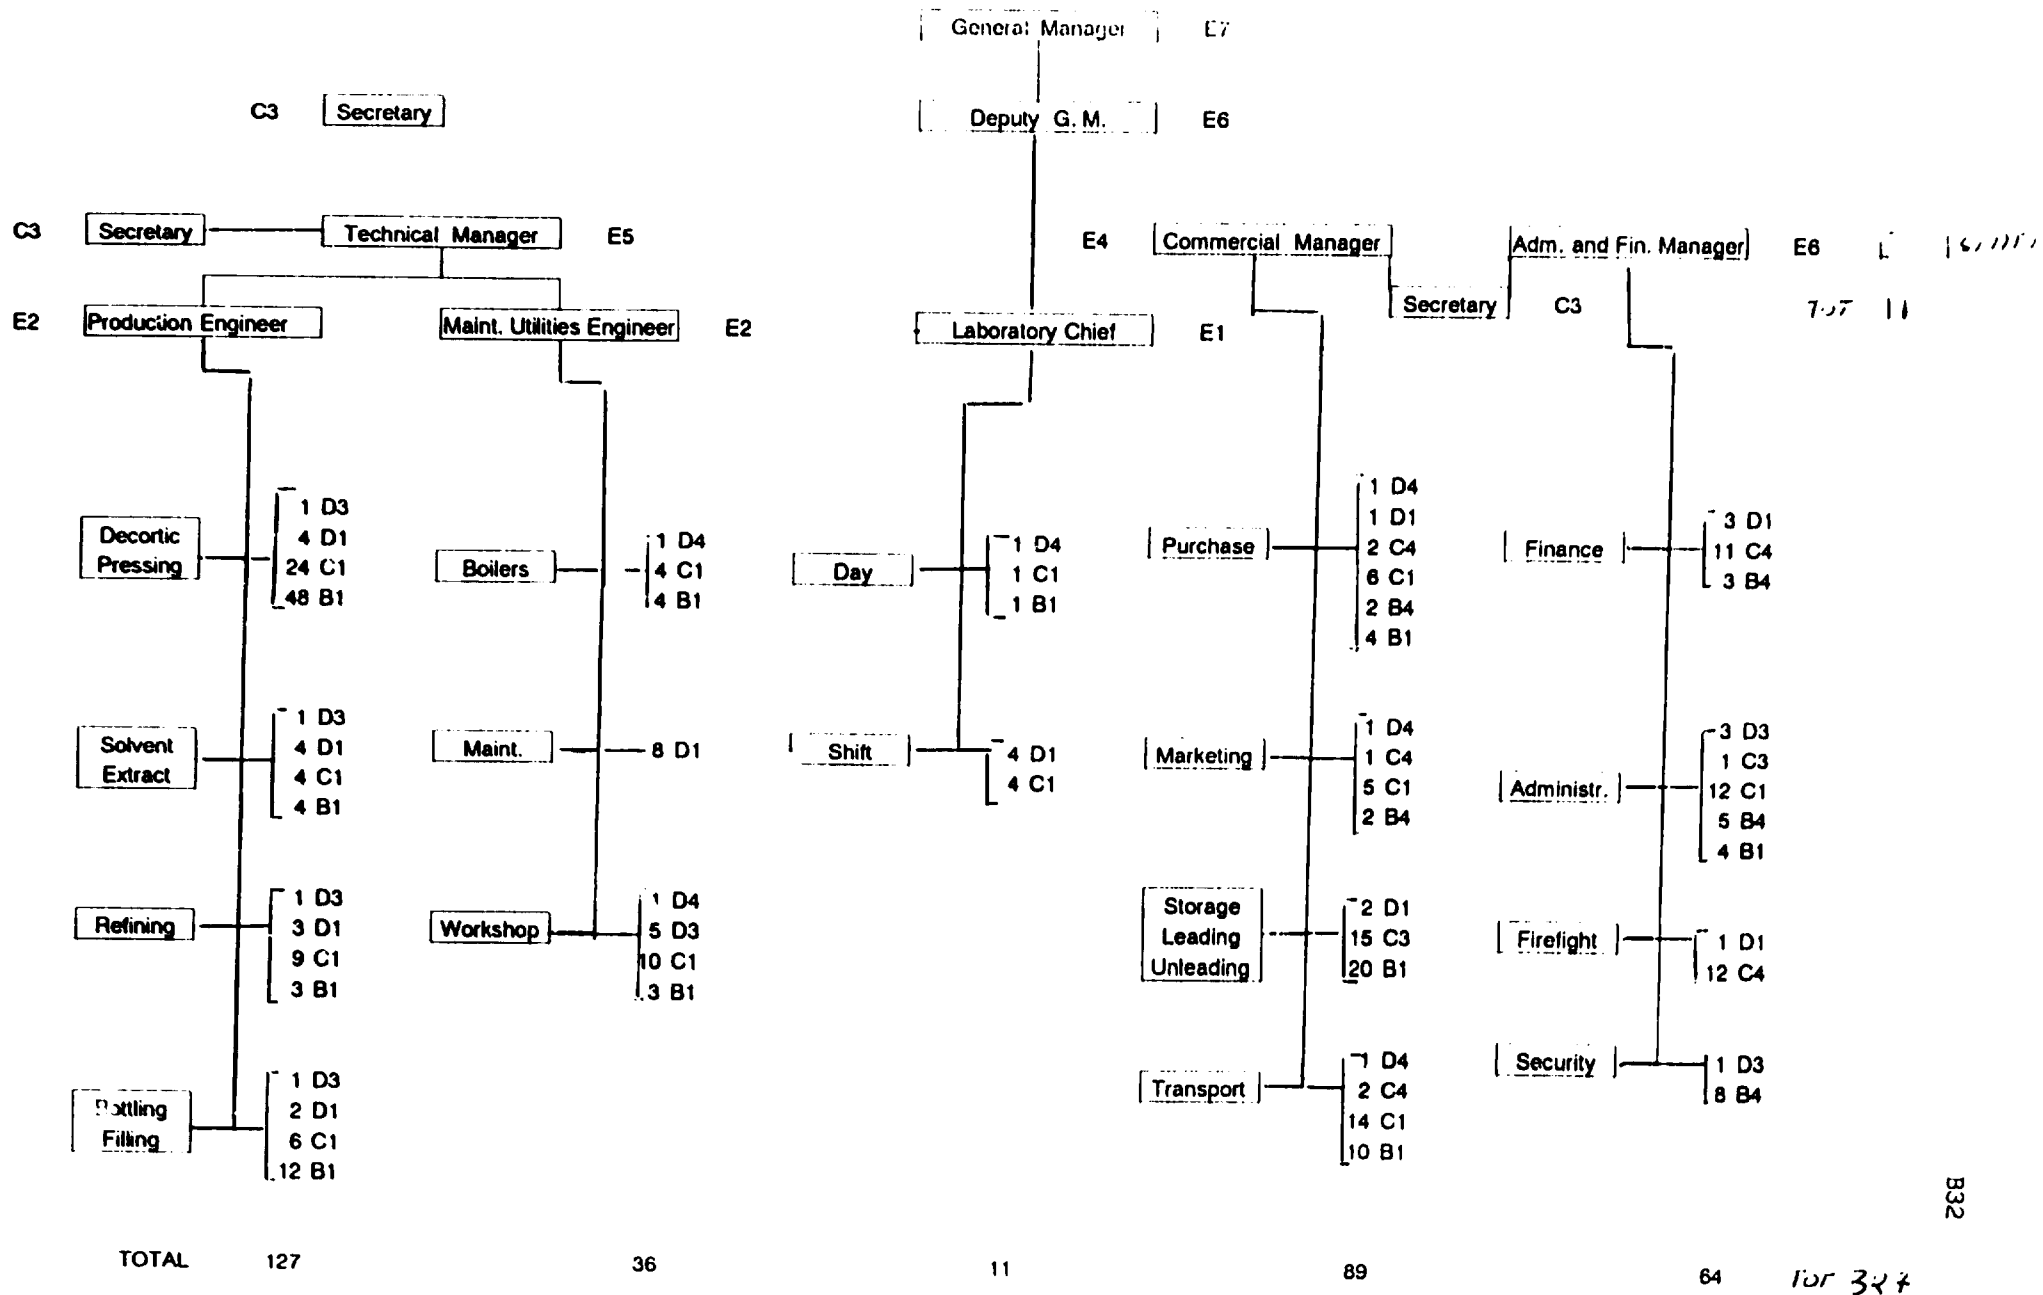 General Manager E7
C3 Secretary
Deputy G. M. E6
C3 Secretary Technical Manager E5
E4 Commercial Manager
Adm. and Fin. Manager E6
Secretary C3
E2 Production Engineer
Maint. Utilities Engineer E2
Laboratory Chief E1
TOT 11
Decortic
Pressing
1 D3
4 D1
24 C1
48 B1
Solvent
Extract
1 D3
4 D1
4 C1
4 B1
Refining
1 D3
3 D1
9 C1
3 B1
Bottling
Filling
1 D3
2 D1
6 C1
12 B1
Boilers
1 D4
4 C1
4 B1
Maint.
8 D1
Workshop
1 D4
5 D3
10 C1
3 B1
Day
1 D4
1 C1
1 B1
Shift
4 D1
4 C1
Purchase
1 D4
1 D1
2 C4
6 C1
2 B4
4 B1
Marketing
1 D4
1 C4
5 C1
2 B4
Storage
Leading
Unleading
2 D1
15 C3
20 B1
Transport
1 D4
2 C4
14 C1
10 B1
Finance
3 D1
11 C4
3 B4
Administr.
3 D3
1 C3
12 C1
5 B4
4 B1
Firefight
1 D1
12 C4
Security
1 D3
8 B4
B32
TOTAL 127 36 11 89 64 TOT 327